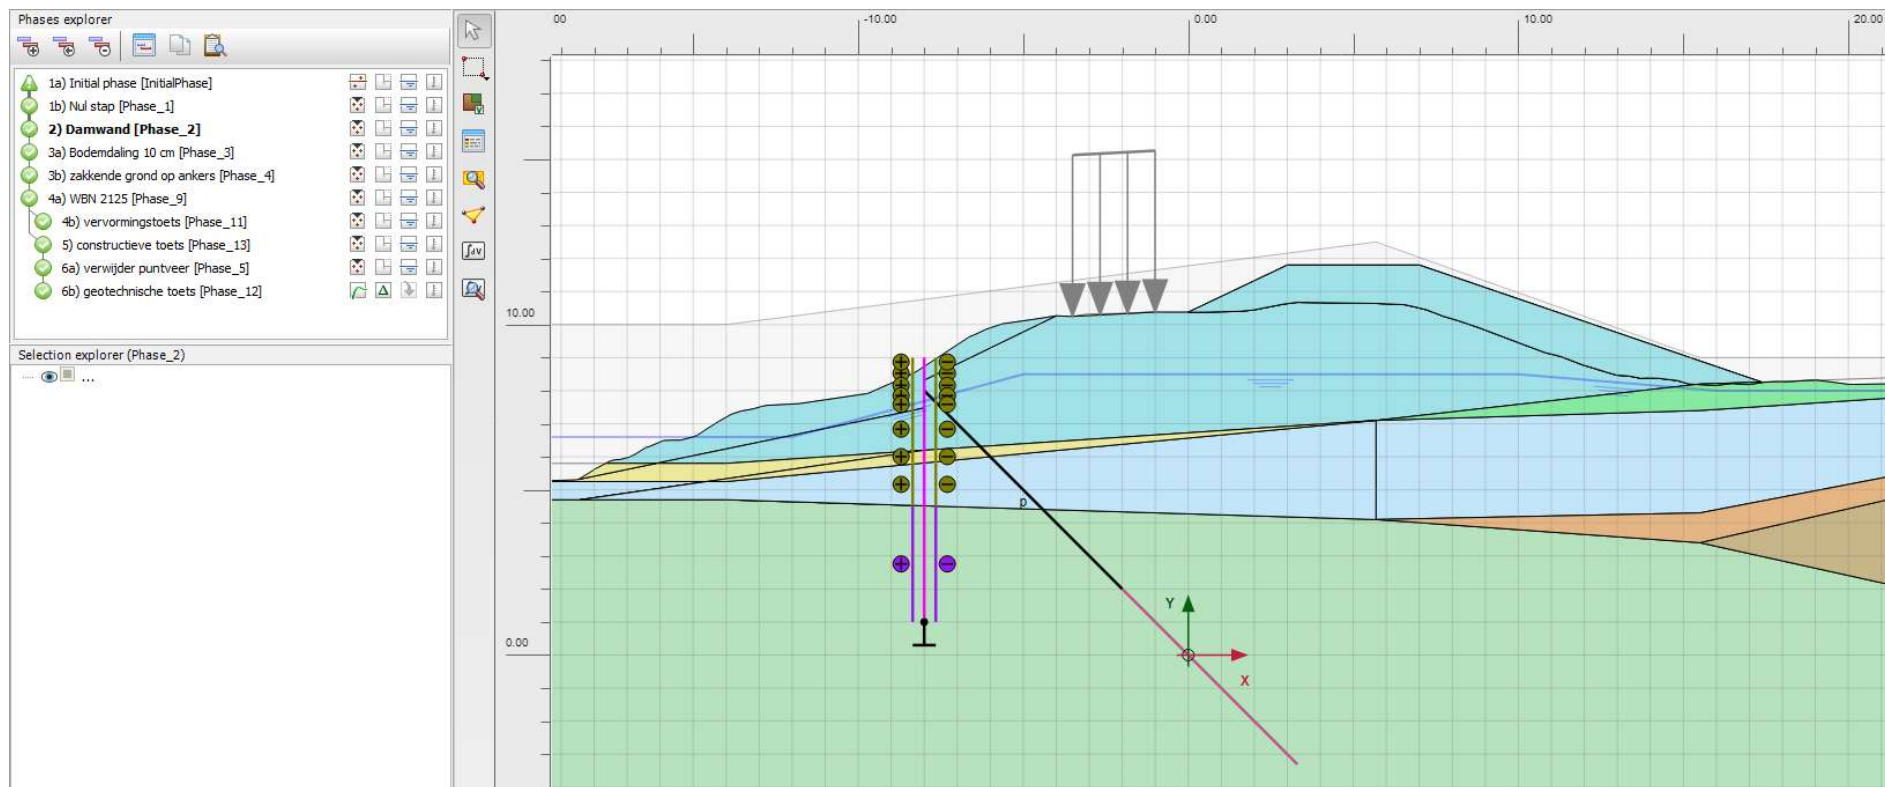 Phases explorer
1a) Initial phase [InitialPhase]
1b) Nul stap [Phase_1]
2) Damwand [Phase_2]
3a) Bodemdaling 10 cm [Phase_3]
3b) zakkende grond op ankers [Phase_4]
4a) WBN 2125 [Phase_9]
4b) vervormingstoets [Phase_11]
5) constructieve toets [Phase_13]
6a) verwijder puntveer [Phase_5]
6b) geotechnische toets [Phase_12]
Selection explorer (Phase_2)
...
∫dV
00 -10.00 0.00 10.00 20.00
10.00
0.00
p
Y
X